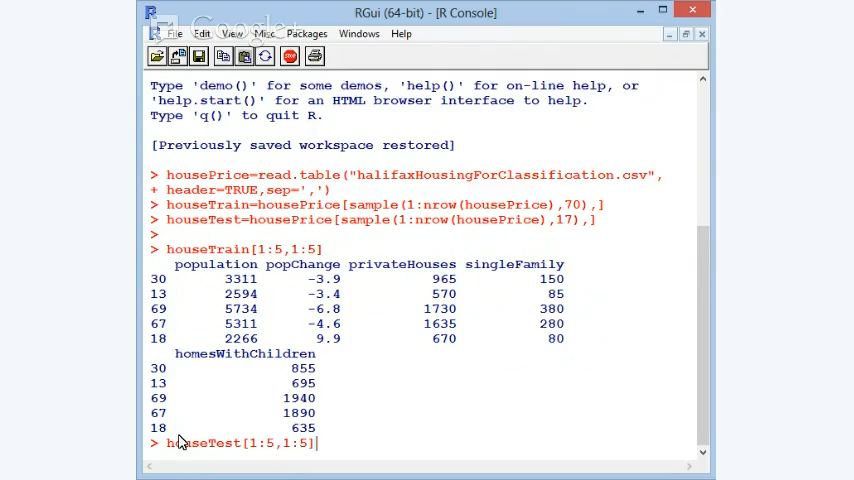 RGui (64-bit) - [R Console]
Google+
File Edit View Misc Packages Windows Help
STOP
Type 'demo()' for some demos, 'help()' for on-line help, or
'help.start()' for an HTML browser interface to help.
Type 'q()' to quit R.
[Previously saved workspace restored]
> housePrice=read.table("halifaxHousingForClassification.csv",
+ header=TRUE,sep=',')
> houseTrain=housePrice[sample(1:nrow(housePrice),70),]
> houseTest=housePrice[sample(1:nrow(housePrice),17),]
>
> houseTrain[1:5,1:5]
population popChange privateHouses singleFamily
30 3311 -3.9 965 150
13 2594 -3.4 570 85
69 5734 -6.8 1730 380
67 5311 -4.6 1635 280
18 2266 9.9 670 80
homesWithChildren
30 855
13 695
69 1940
67 1890
18 635
> houseTest[1:5,1:5]